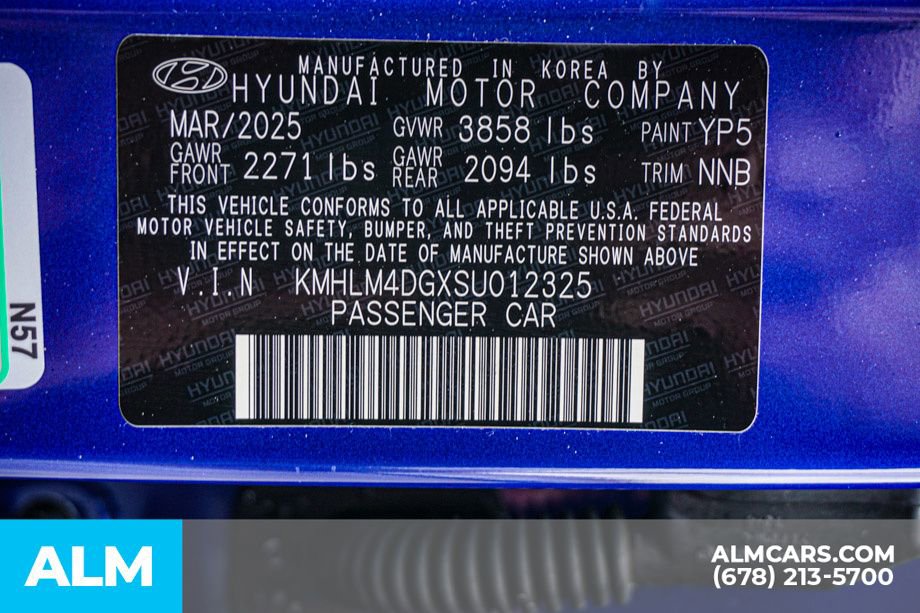 MANUFACTURED IN KOREA BY
HYUNDAI MOTOR COMPANY
MAR/2025 GVWR 3858 lbs PAINT YP5
GAWR FRONT 2271 lbs GAWR REAR 2094 lbs TRIM NNB
THIS VEHICLE CONFORMS TO ALL APPLICABLE U.S.A. FEDERAL
MOTOR VEHICLE SAFETY, BUMPER, AND THEFT PREVENTION STANDARDS
IN EFFECT ON THE DATE OF MANUFACTURE SHOWN ABOVE
V.I.N KMHLM4DGXSU012325
PASSENGER CAR
N57
ALM
ALMCARS.COM
(678) 213-5700